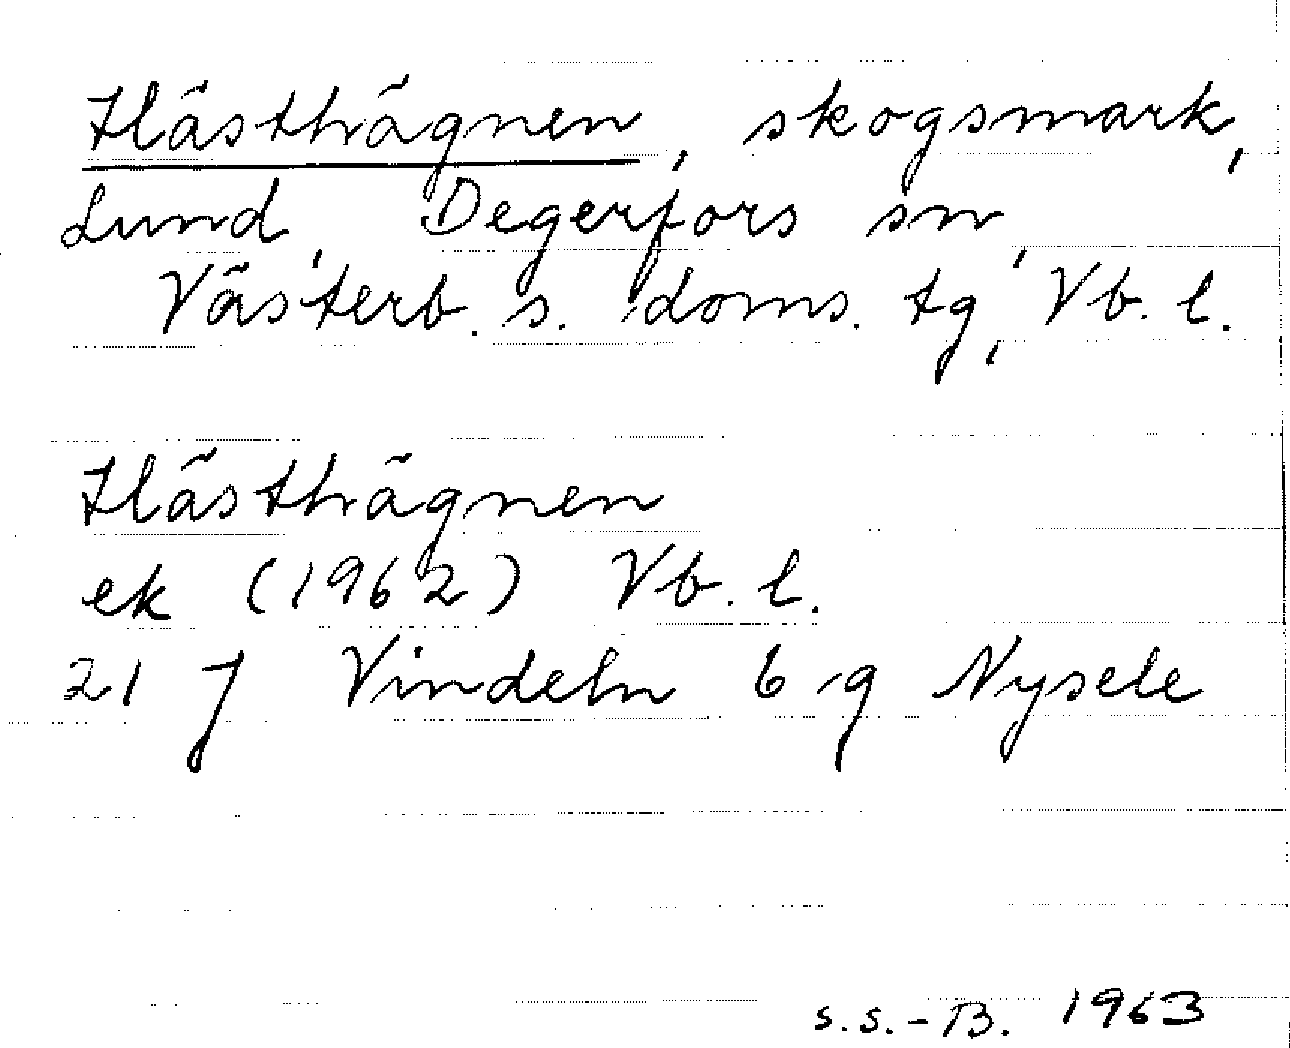 Hästhägnen, skogsmark,
Lund, Degerfors sn,
Västerb. s. doms. tg, Vb. l.
Hästhägnen
ek (1962) Vb. l.
21 J Vindeln 6 g Nysele
S.S.-B. 1963